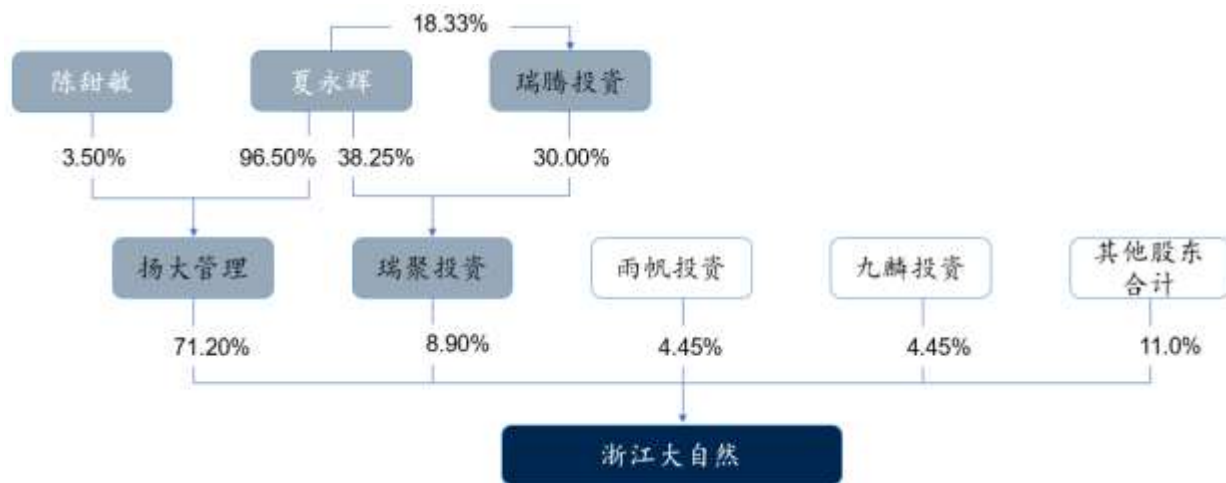 18.33%
陈甜敏
夏永辉
瑞腾投资
3.50%
96.50%
38.25%
30.00%
扬大管理
瑞聚投资
雨帆投资
九麟投资
其他股东
合计
71.20%
8.90%
4.45%
4.45%
11.0%
浙江大自然